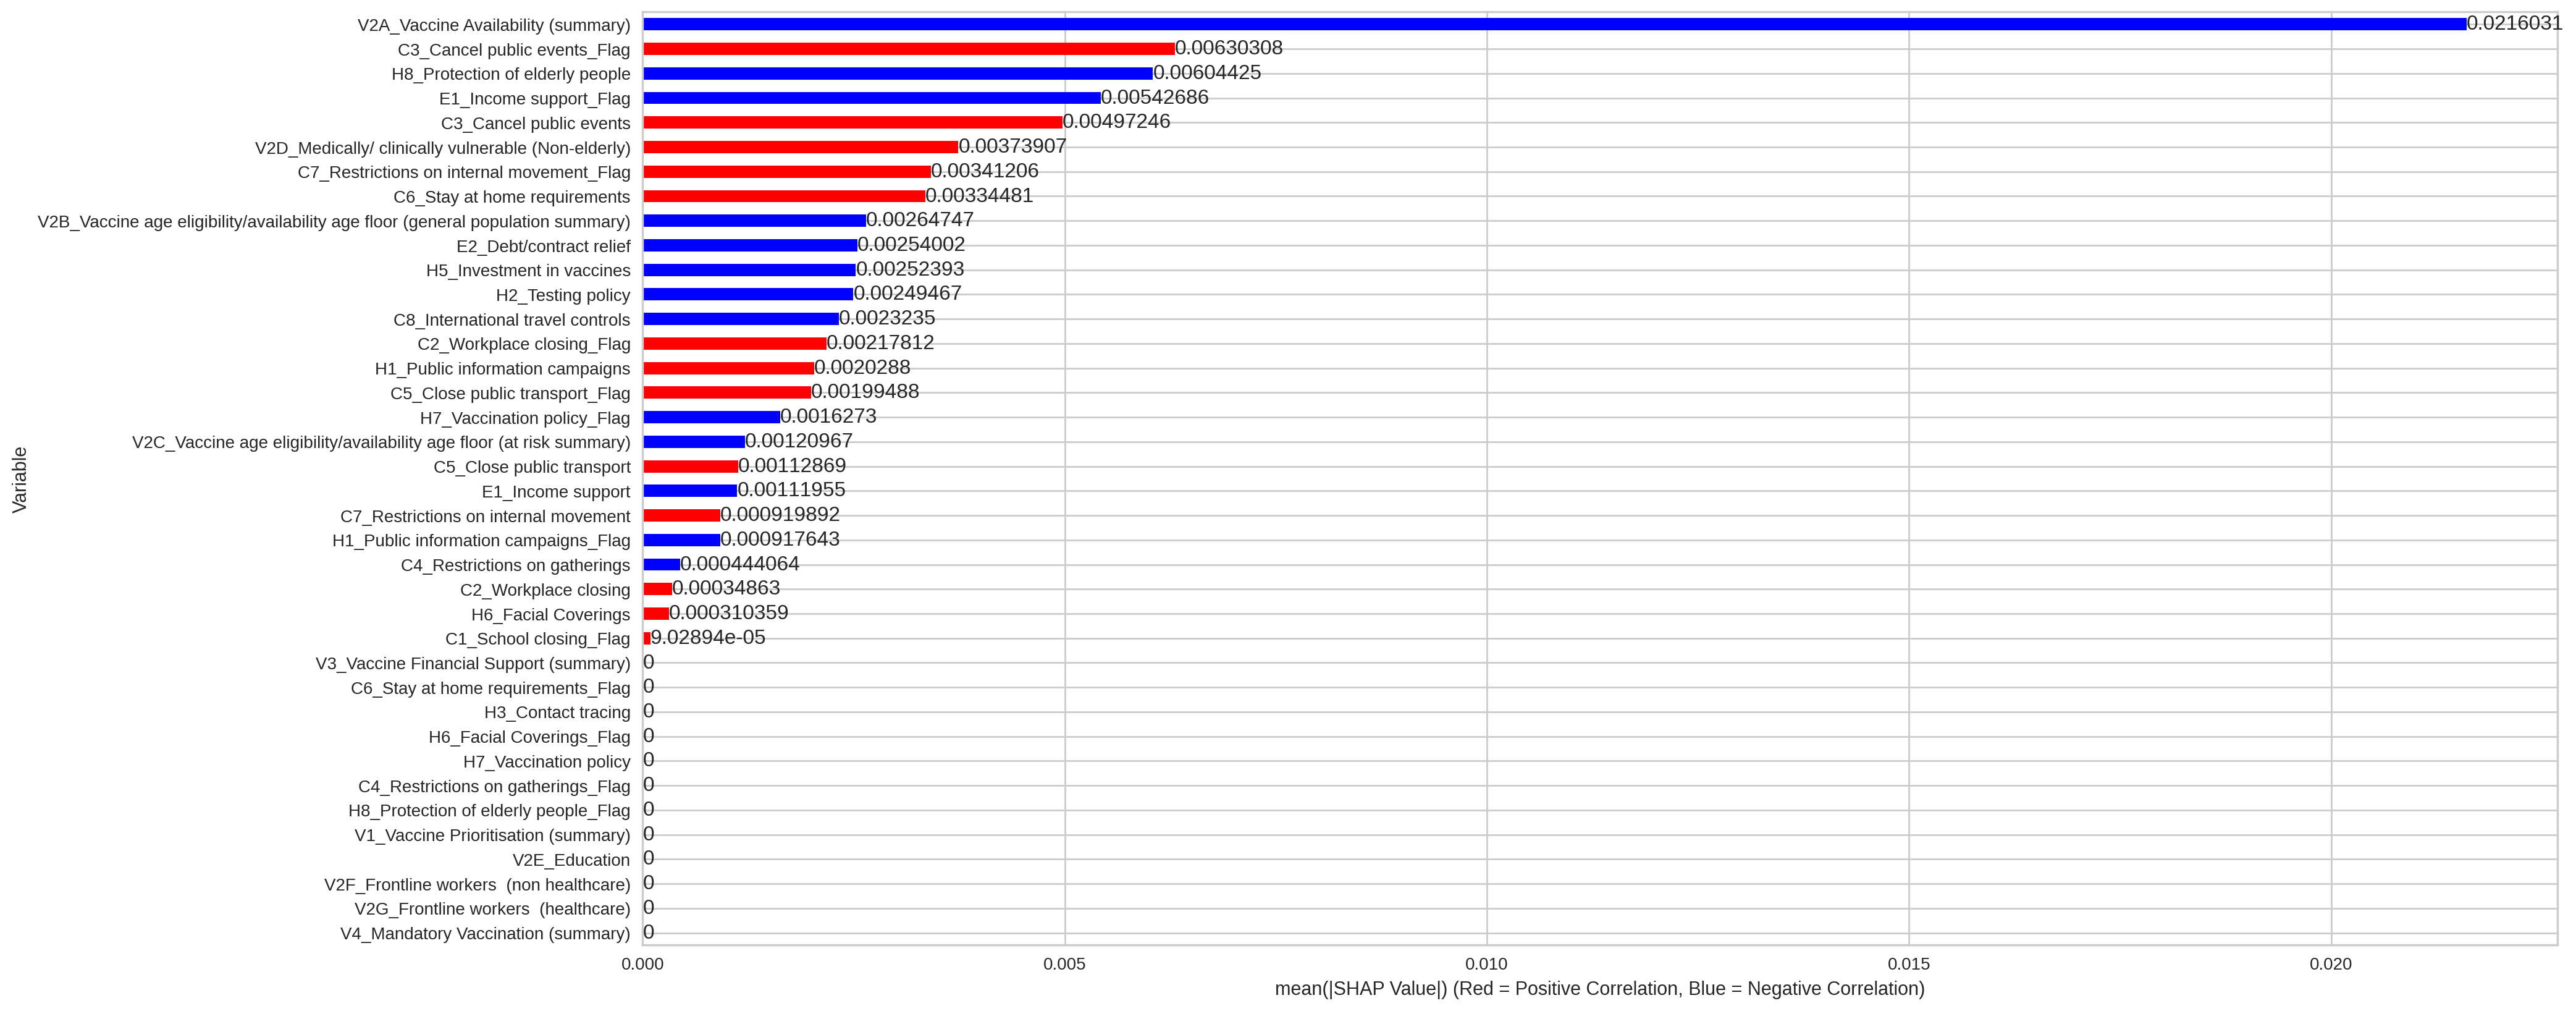 V2A_Vaccine Availability (summary) 0.0216031
C3_Cancel public events_Flag 0.00630308
H8_Protection of elderly people 0.00604425
E1_Income support_Flag 0.00542686
C3_Cancel public events 0.00497246
V2D_Medically/ clinically vulnerable (Non-elderly) 0.00373907
C7_Restrictions on internal movement_Flag 0.00341206
C6_Stay at home requirements 0.00334481
V2B_Vaccine age eligibility/availability age floor (general population summary) 0.00264747
E2_Debt/contract relief 0.00254002
H5_Investment in vaccines 0.00252393
H2_Testing policy 0.00249467
C8_International travel controls 0.0023235
C2_Workplace closing_Flag 0.00217812
H1_Public information campaigns 0.0020288
C5_Close public transport_Flag 0.00199488
H7_Vaccination policy_Flag 0.0016273
V2C_Vaccine age eligibility/availability age floor (at risk summary) 0.00120967
C5_Close public transport 0.00112869
E1_Income support 0.00111955
C7_Restrictions on internal movement 0.000919892
H1_Public information campaigns_Flag 0.000917643
C4_Restrictions on gatherings 0.000444064
C2_Workplace closing 0.00034863
H6_Facial Coverings 0.000310359
C1_School closing_Flag 9.02894e-05
V3_Vaccine Financial Support (summary) 0
C6_Stay at home requirements_Flag 0
H3_Contact tracing 0
H6_Facial Coverings_Flag 0
H7_Vaccination policy 0
C4_Restrictions on gatherings_Flag 0
H8_Protection of elderly people_Flag 0
V1_Vaccine Prioritisation (summary) 0
V2E_Education 0
V2F_Frontline workers  (non healthcare) 0
V2G_Frontline workers  (healthcare) 0
V4_Mandatory Vaccination (summary) 0
Variable
0.000 0.005 0.010 0.015 0.020
mean(|SHAP Value|) (Red = Positive Correlation, Blue = Negative Correlation)